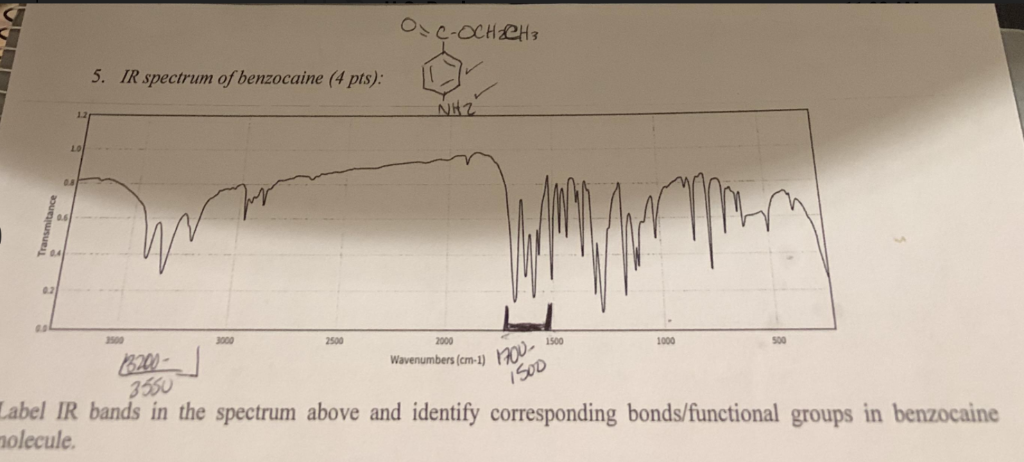 O
C-OCH2CH3
5. IR spectrum of benzocaine (4 pts):
NH2
1.2
1.0
0.8
0.6
0.4
0.2
0.0
Transmitance
3500 3000 2500 2000 1500 1000 500
Wavenumbers (cm-1)
3200-
3550
1700-
1500
Label IR bands in the spectrum above and identify corresponding bonds/functional groups in benzocaine
molecule.